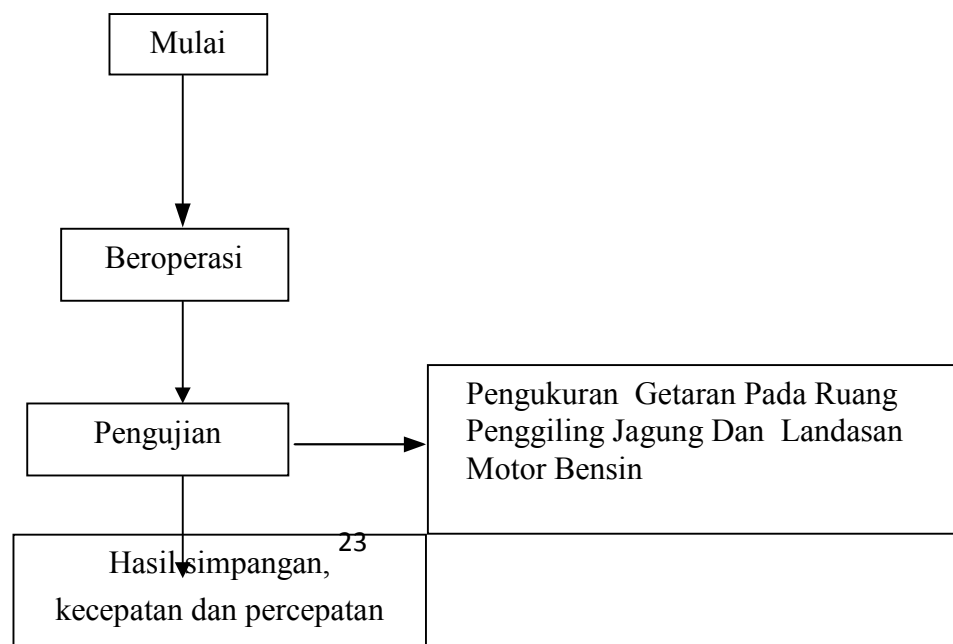 Mulai
Beroperasi
Pengujian
Pengukuran Getaran Pada Ruang
Penggiling Jagung Dan Landasan
Motor Bensin
23
Hasil simpangan,
kecepatan dan percepatan